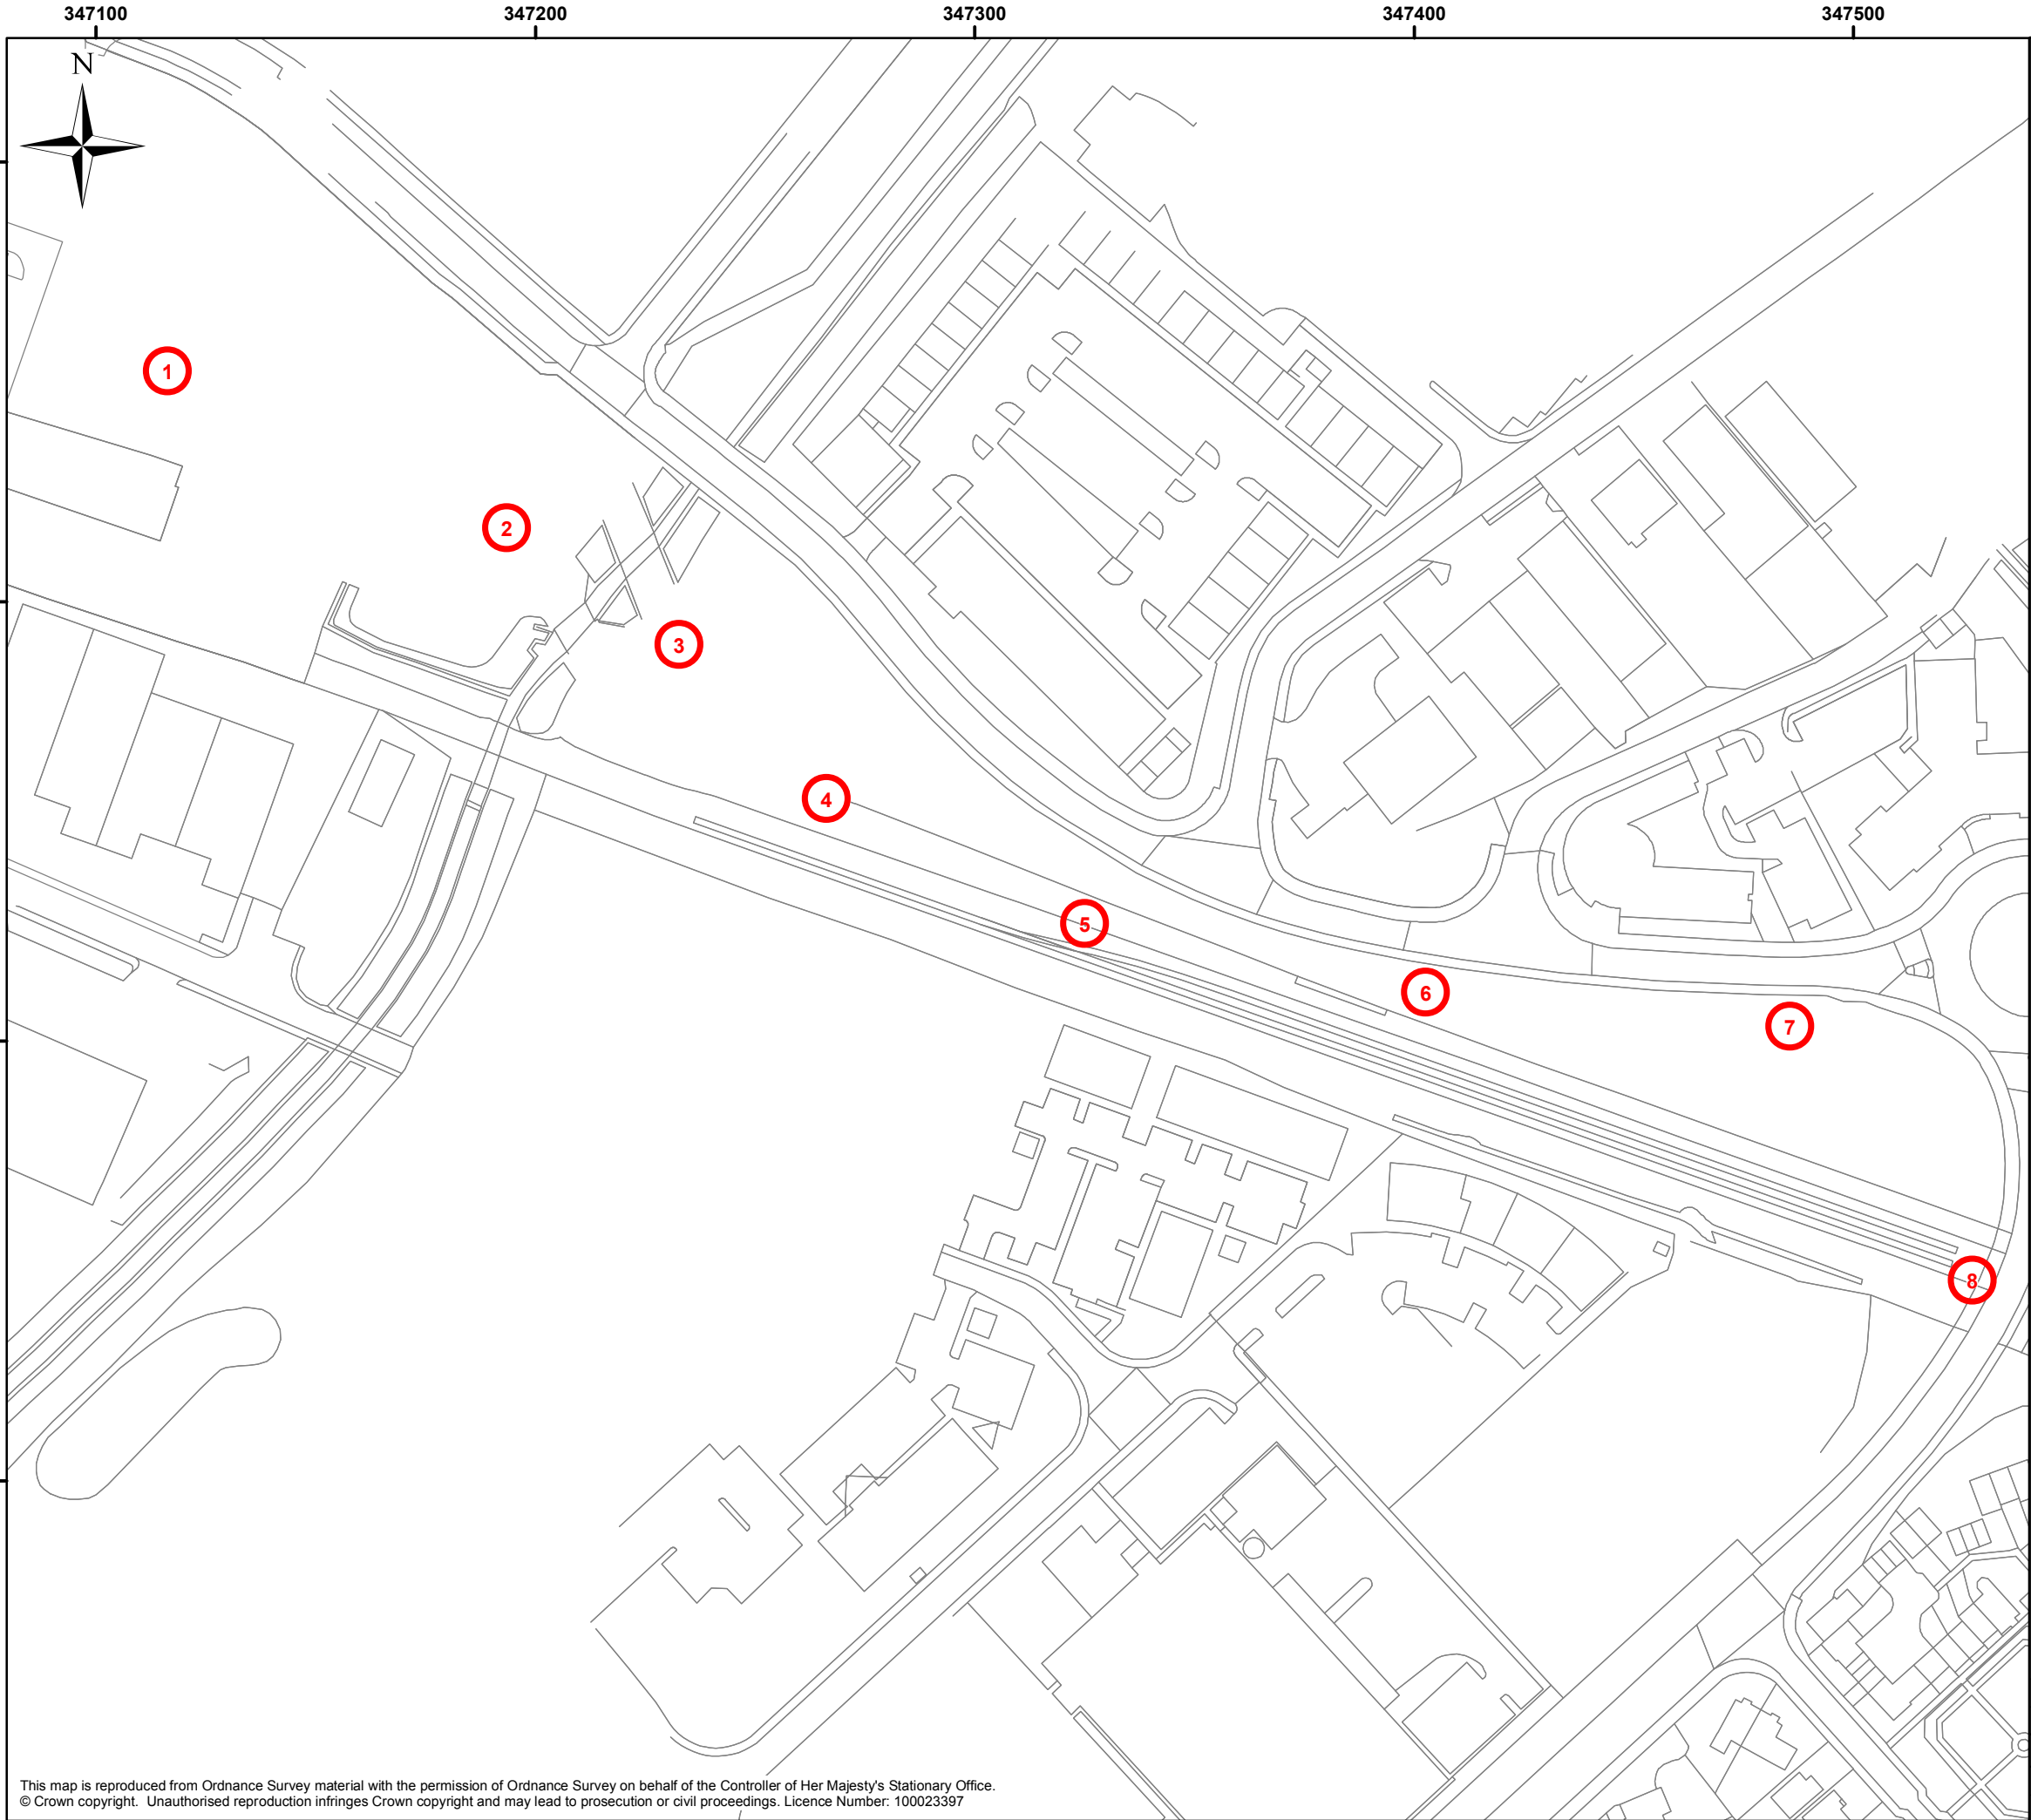 347100 347200 347300 347400 347500
N
1
2
3
4
5
6
7
8
This map is reproduced from Ordnance Survey material with the permission of Ordnance Survey on behalf of the Controller of Her Majesty's Stationary Office.
© Crown copyright. Unauthorised reproduction infringes Crown copyright and may lead to prosecution or civil proceedings. Licence Number: 100023397